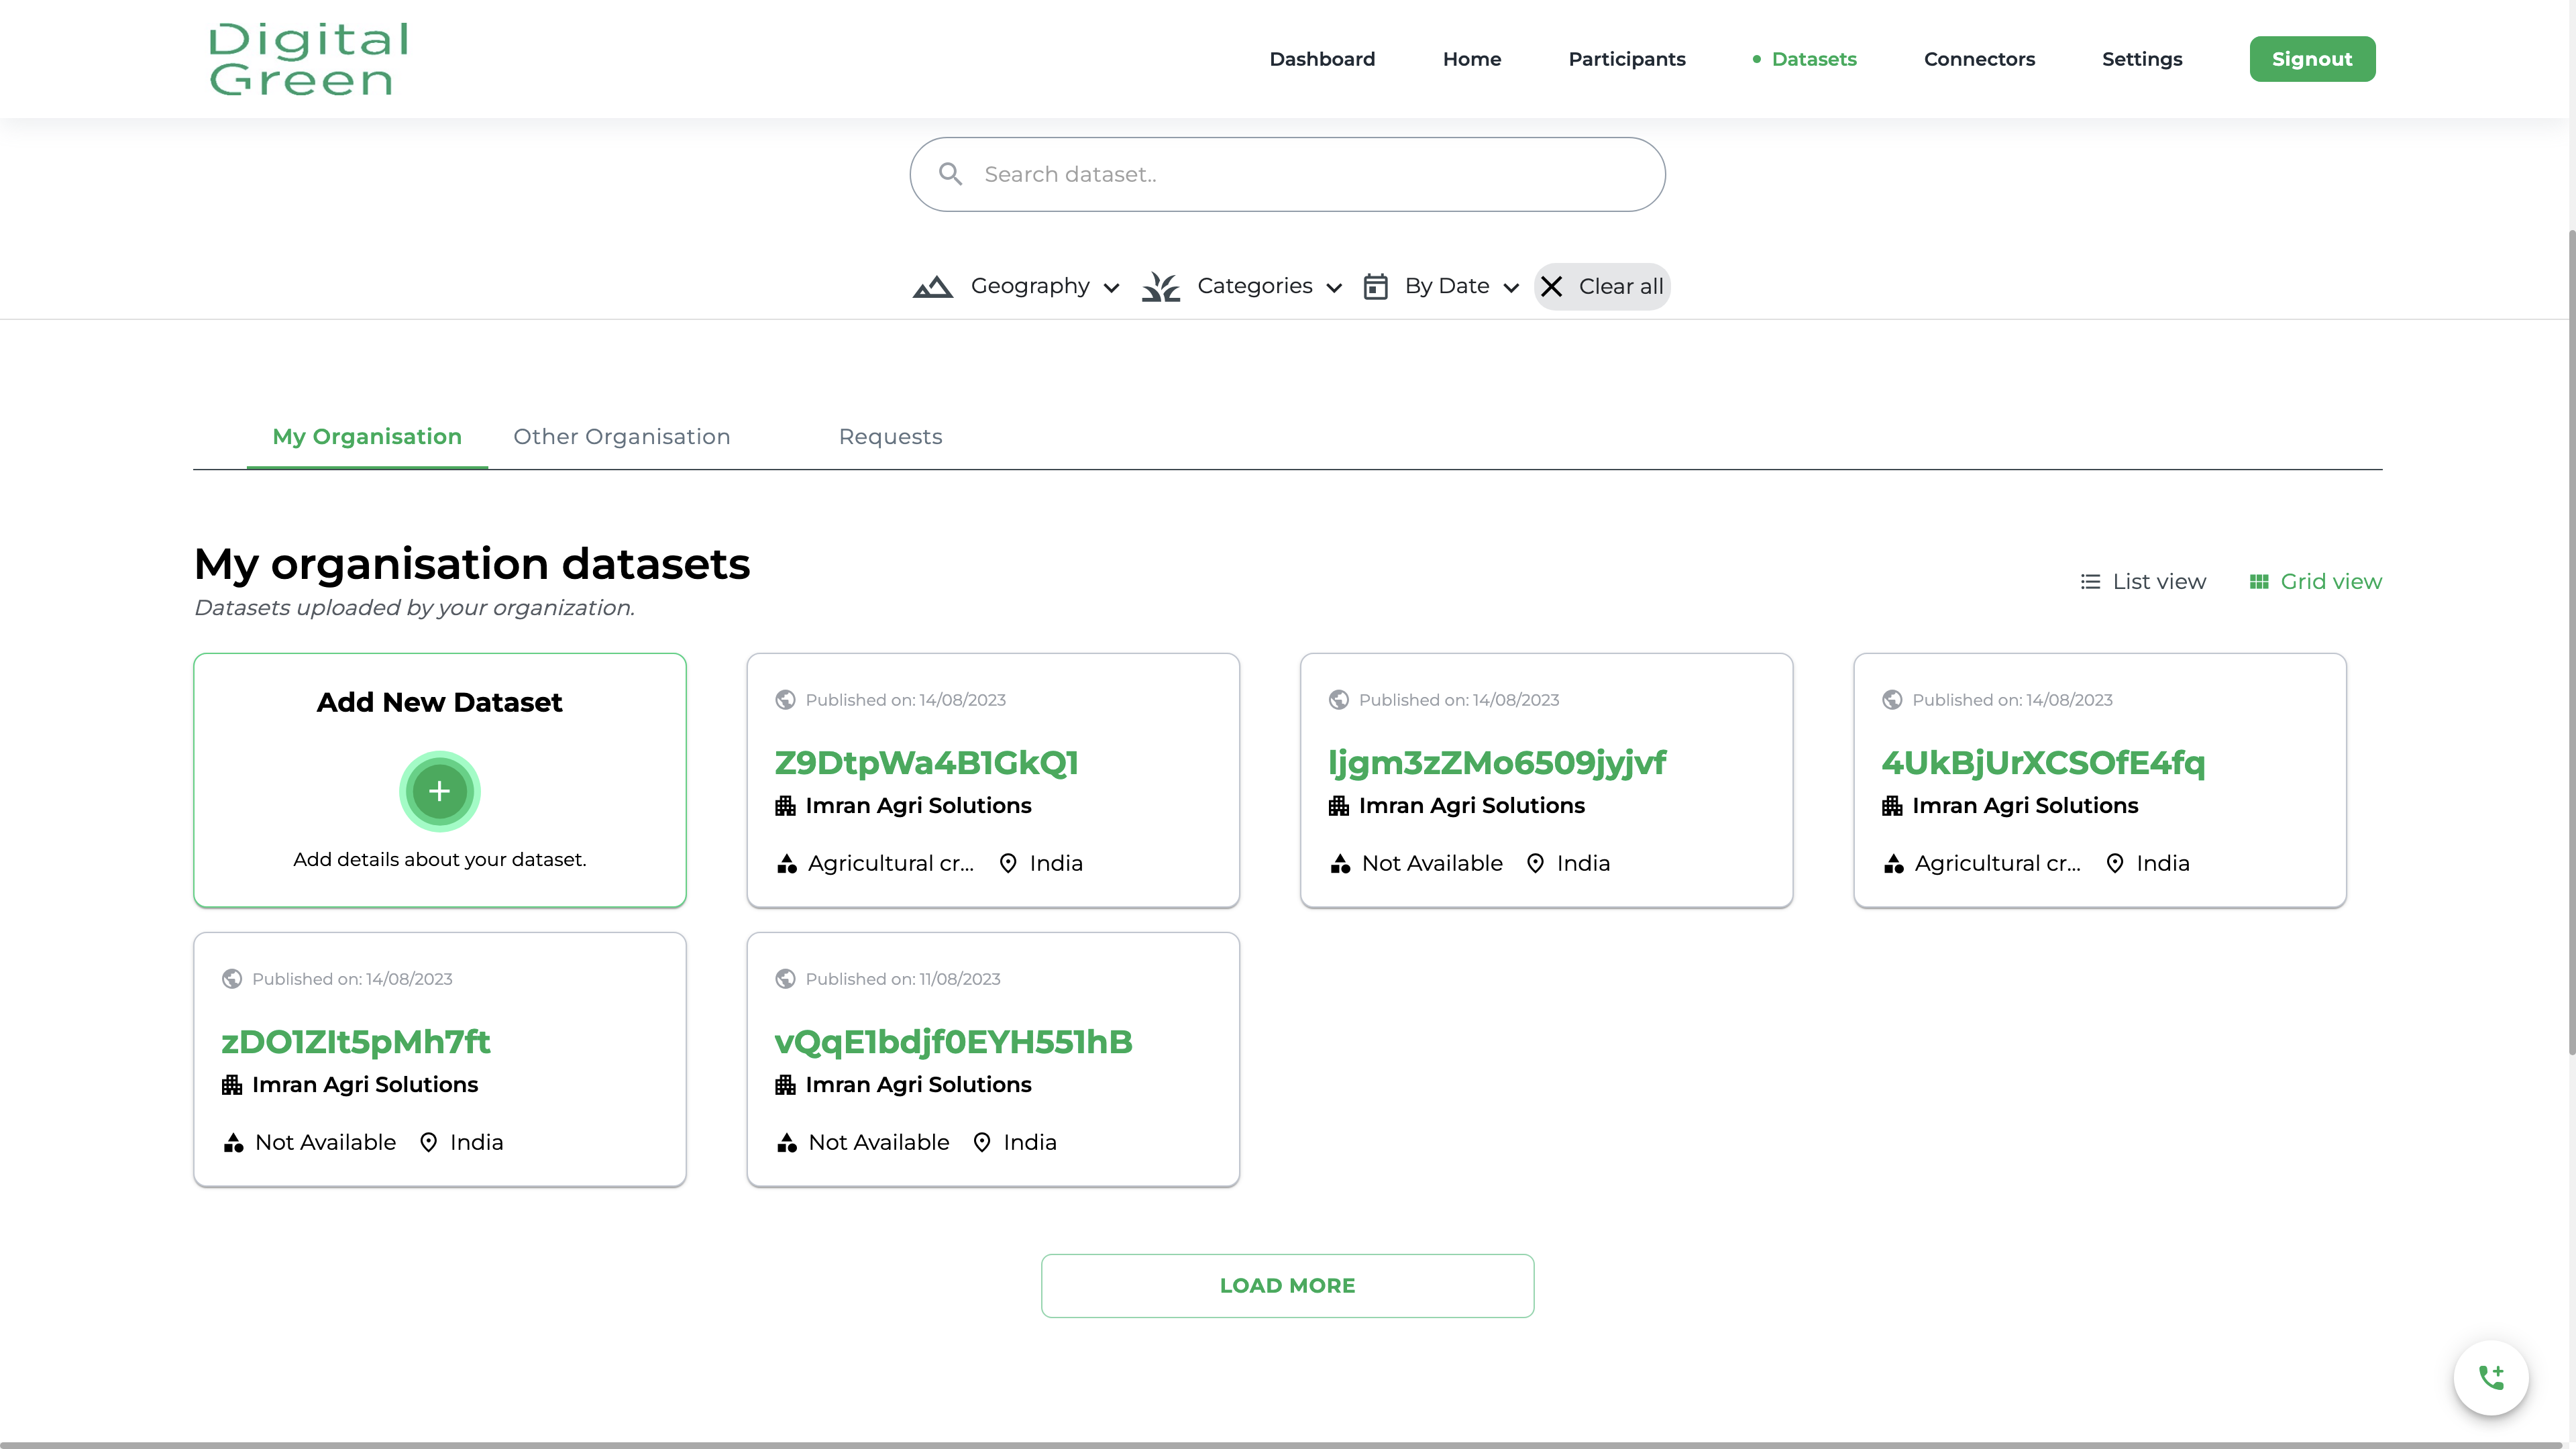 Digital
Green
Dashboard Home Participants Datasets Connectors Settings Signout
Search dataset..
Geography Categories By Date Clear all
My Organisation Other Organisation Requests
My organisation datasets
Datasets uploaded by your organization.
List view Grid view
Add New Dataset
Add details about your dataset.
Published on: 14/08/2023
Z9DtpWa4B1GkQ1
Imran Agri Solutions
Agricultural cr... India
Published on: 14/08/2023
ljgm3zZMo6509jyjvf
Imran Agri Solutions
Not Available India
Published on: 14/08/2023
4UkBjUrXCSOfE4fq
Imran Agri Solutions
Agricultural cr... India
Published on: 14/08/2023
zDO1ZIt5pMh7ft
Imran Agri Solutions
Not Available India
Published on: 11/08/2023
vQqE1bdjf0EYH551hB
Imran Agri Solutions
Not Available India
LOAD MORE